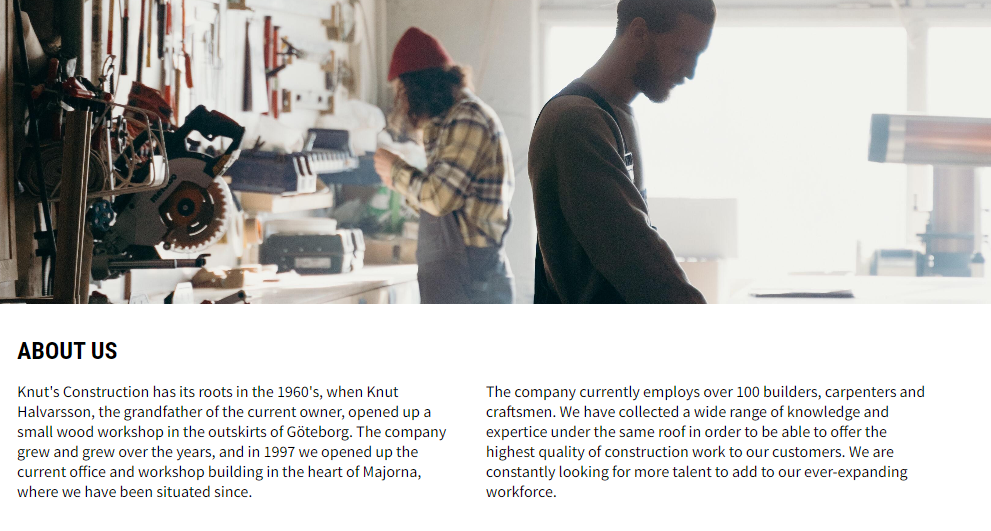 ABOUT US
Knut's Construction has its roots in the 1960's, when Knut
Halvarsson, the grandfather of the current owner, opened up a
small wood workshop in the outskirts of Göteborg. The company
grew and grew over the years, and in 1997 we opened up the
current office and workshop building in the heart of Majorna,
where we have been situated since.
The company currently employs over 100 builders, carpenters and
craftsmen. We have collected a wide range of knowledge and
expertice under the same roof in order to be able to offer the
highest quality of construction work to our customers. We are
constantly looking for more talent to add to our ever-expanding
workforce.